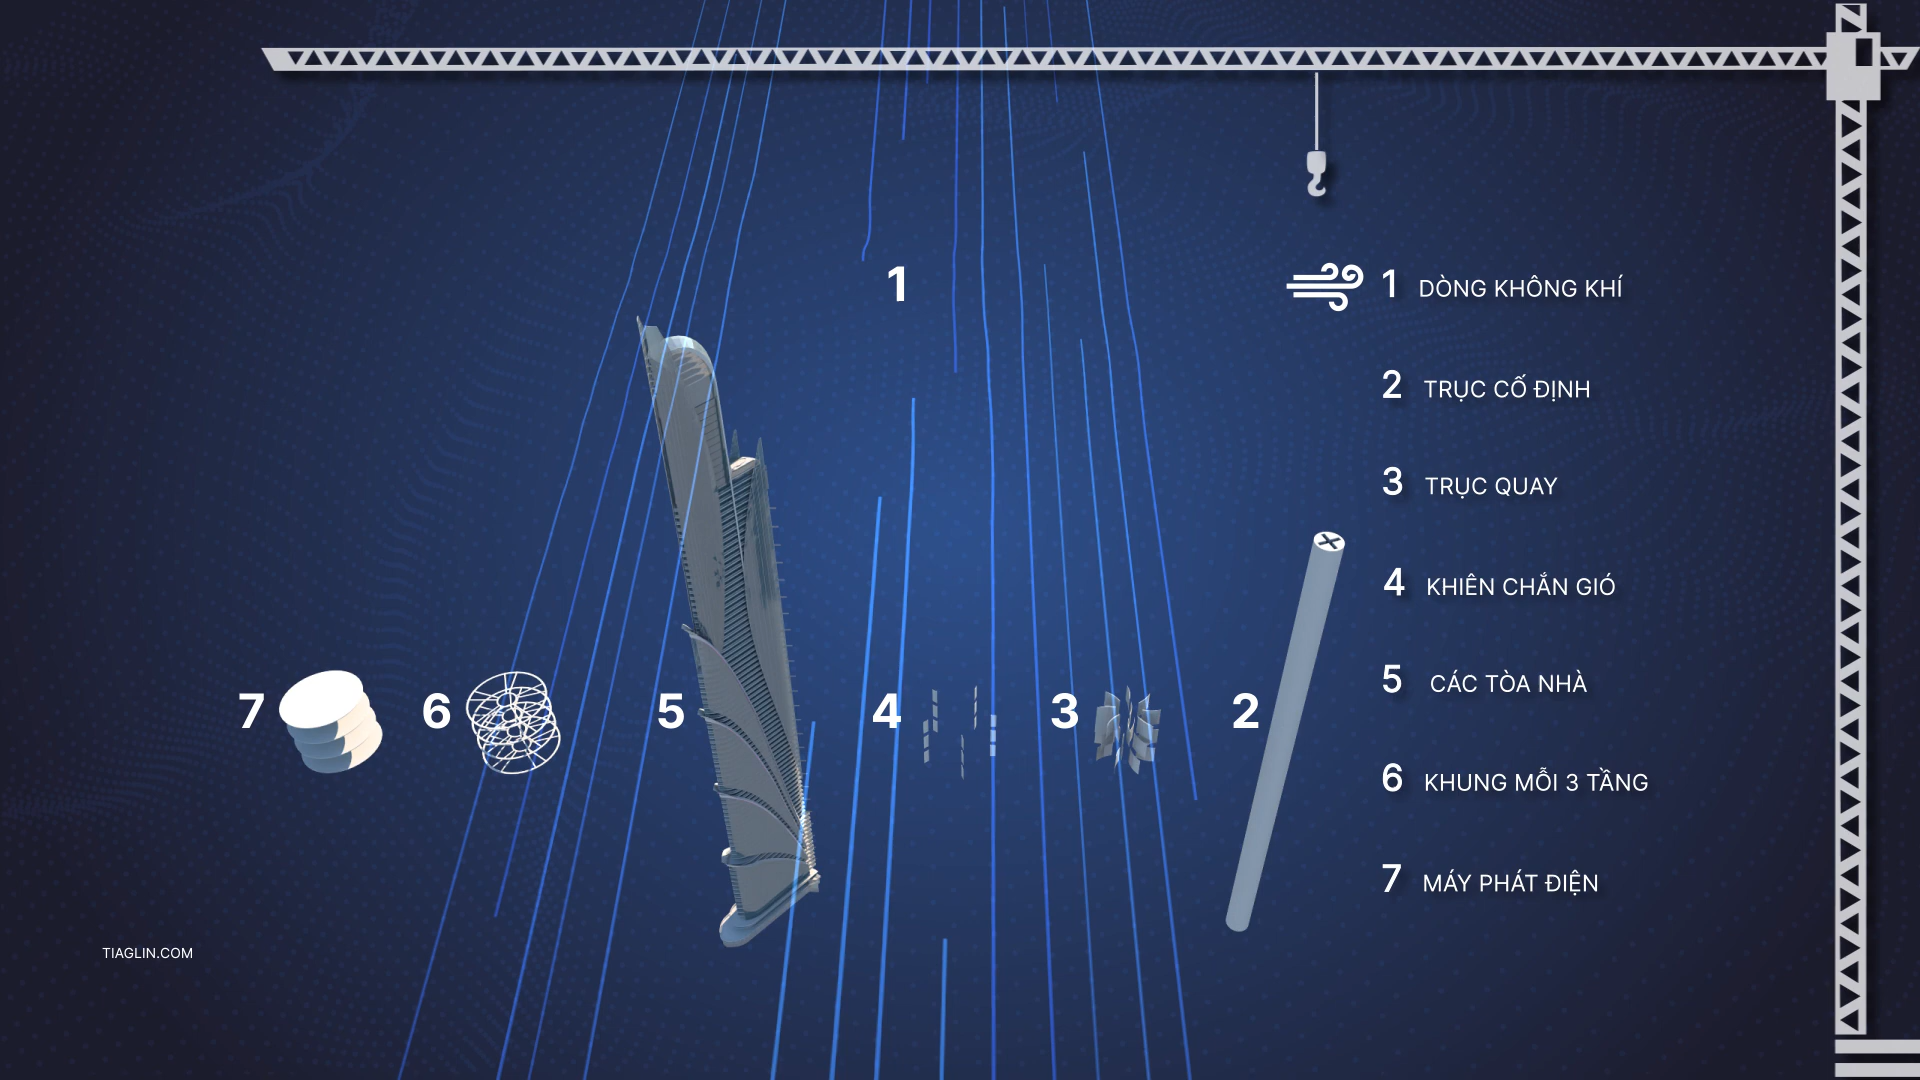 1
1 DÒNG KHÔNG KHÍ
2 TRỤC CỐ ĐỊNH
3 TRỤC QUAY
4 KHIÊN CHẮN GIÓ
5 CÁC TÒA NHÀ
6 KHUNG MỖI 3 TẦNG
7 MÁY PHÁT ĐIỆN
7 6 5 4 3 2
TIAGLIN.COM